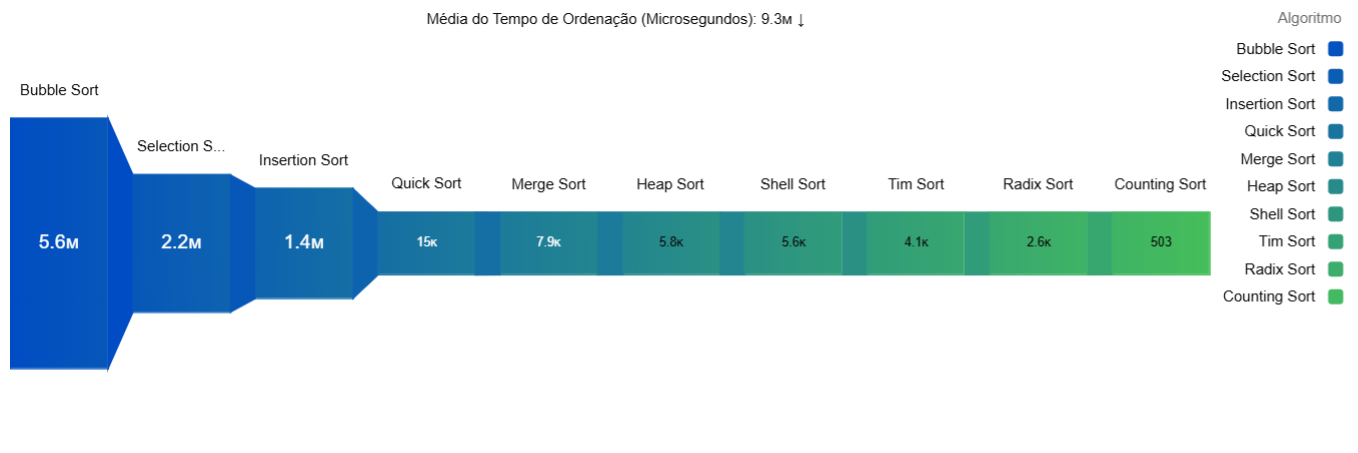 Média do Tempo de Ordenação (Microsegundos): 9.3м ↓
Algoritmo
Bubble Sort
Selection Sort
Insertion Sort
Quick Sort
Merge Sort
Heap Sort
Shell Sort
Tim Sort
Radix Sort
Counting Sort
Bubble Sort
Selection S...
Insertion Sort
Quick Sort
Merge Sort
Heap Sort
Shell Sort
Tim Sort
Radix Sort
Counting Sort
5.6м
2.2м
1.4м
15к
7.9к
5.8к
5.6к
4.1к
2.6к
503